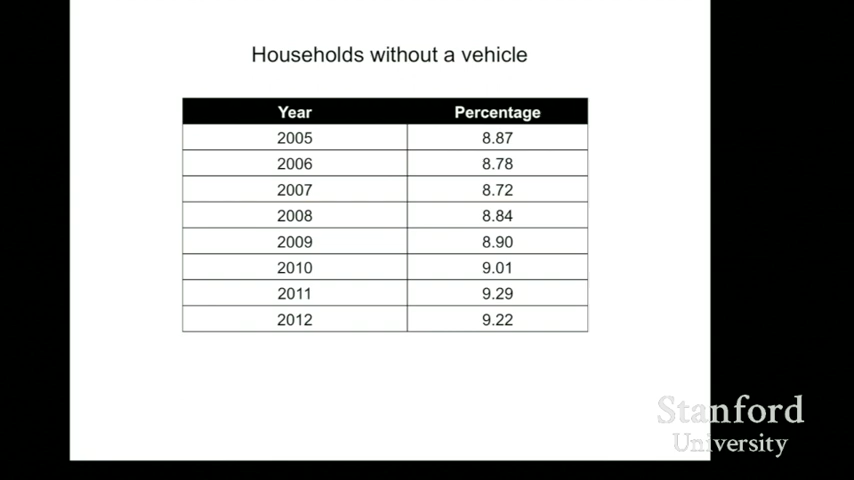 Households without a vehicle
Year Percentage
2005 8.87
2006 8.78
2007 8.72
2008 8.84
2009 8.90
2010 9.01
2011 9.29
2012 9.22
Stanford
University